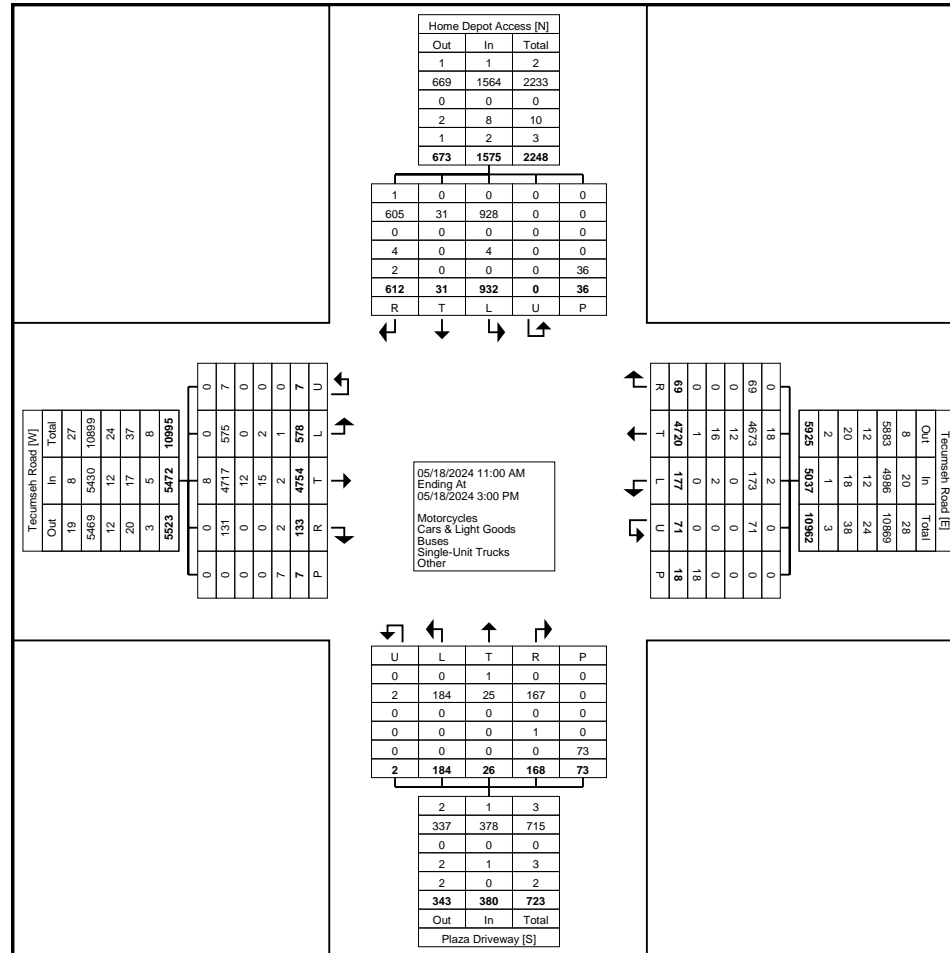 Home Depot Access [N]
Out In Total
1 1 2
669 1564 2233
0 0 0
2 8 10
1 2 3
673 1575 2248
1 0 0 0 0
605 31 928 0 0
0 0 0 0 0
4 0 4 0 0
2 0 0 0 36
612 31 932 0 36
R T L U P
U L T R P
7 578 4754 133 7
0 1 2 2 7
0 2 15 0 0
0 0 12 0 0
7 575 4717 131 0
0 0 8 0 0
10995 5472 5523
8 5 3
37 17 20
24 12 12
10899 5430 5469
27 8 19
Total In Out
Tecumseh Road [W]
05/18/2024 11:00 AM
Ending At
05/18/2024 3:00 PM
Motorcycles
Cars & Light Goods
Buses
Single-Unit Trucks
Other
Tecumseh Road [E]
Out In Total
8 20 28
5883 4986 10869
12 12 24
20 18 38
2 1 3
5925 5037 10962
0 18 2 0 0
69 4673 173 71 0
0 12 0 0 0
0 16 2 0 0
0 1 0 0 18
69 4720 177 71 18
R T L U P
U L T R P
0 0 1 0 0
2 184 25 167 0
0 0 0 0 0
0 0 0 1 0
0 0 0 0 73
2 184 26 168 73
2 1 3
337 378 715
0 0 0
2 1 3
2 0 2
343 380 723
Out In Total
Plaza Driveway [S]